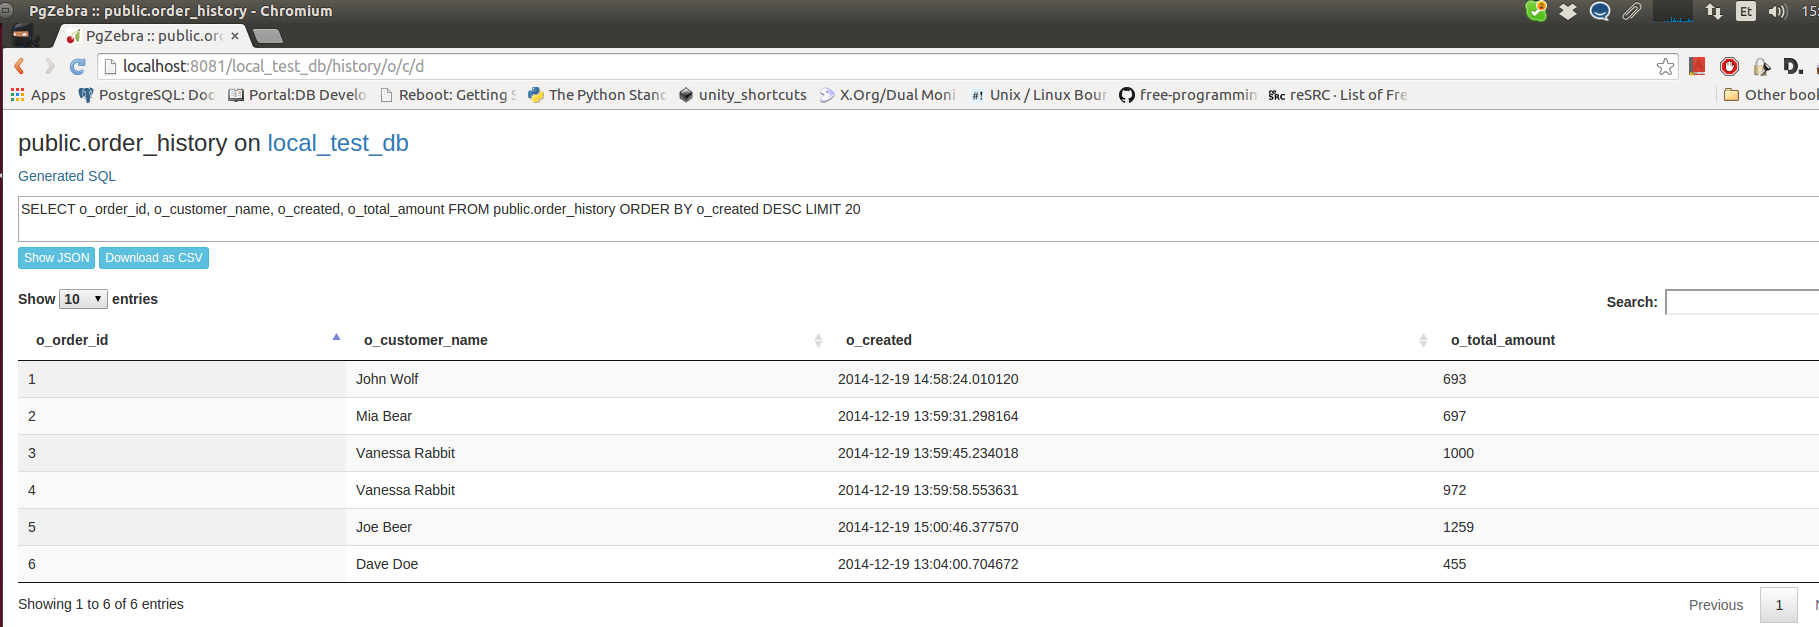 PgZebra :: public.order_history - Chromium
2 Et 15:
PgZebra :: public.orc ×
localhost:8081/local_test_db/history/o/c/d
D.
Apps PostgreSQL: Doc Portal:DB Develo Reboot: Getting S The Python Stanc unity_shortcuts X.Org/Dual Moni #! Unix / Linux Bour free-programmin sRc reSRC · List of Fre Other book
public.order_history on local_test_db
Generated SQL
SELECT o_order_id, o_customer_name, o_created, o_total_amount FROM public.order_history ORDER BY o_created DESC LIMIT 20
Show JSON Download as CSV
Show 10 entries Search:
o_order_id o_customer_name o_created o_total_amount
1 John Wolf 2014-12-19 14:58:24.010120 693
2 Mia Bear 2014-12-19 13:59:31.298164 697
3 Vanessa Rabbit 2014-12-19 13:59:45.234018 1000
4 Vanessa Rabbit 2014-12-19 13:59:58.553631 972
5 Joe Beer 2014-12-19 15:00:46.377570 1259
6 Dave Doe 2014-12-19 13:04:00.704672 455
Showing 1 to 6 of 6 entries Previous 1